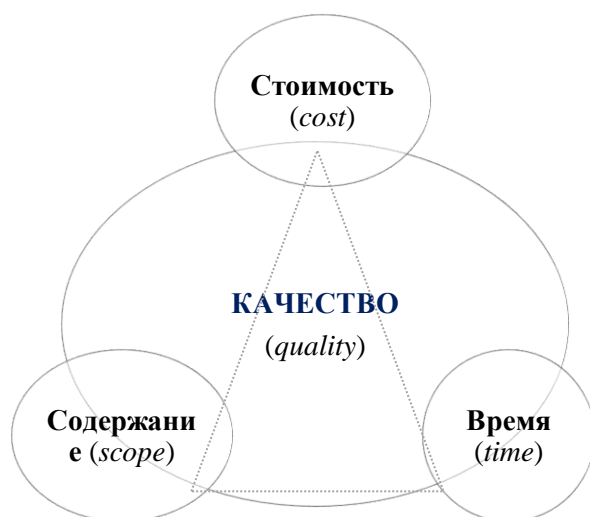 Стоимость
(cost)
КАЧЕСТВО
(quality)
Содержани
е (scope)
Время
(time)